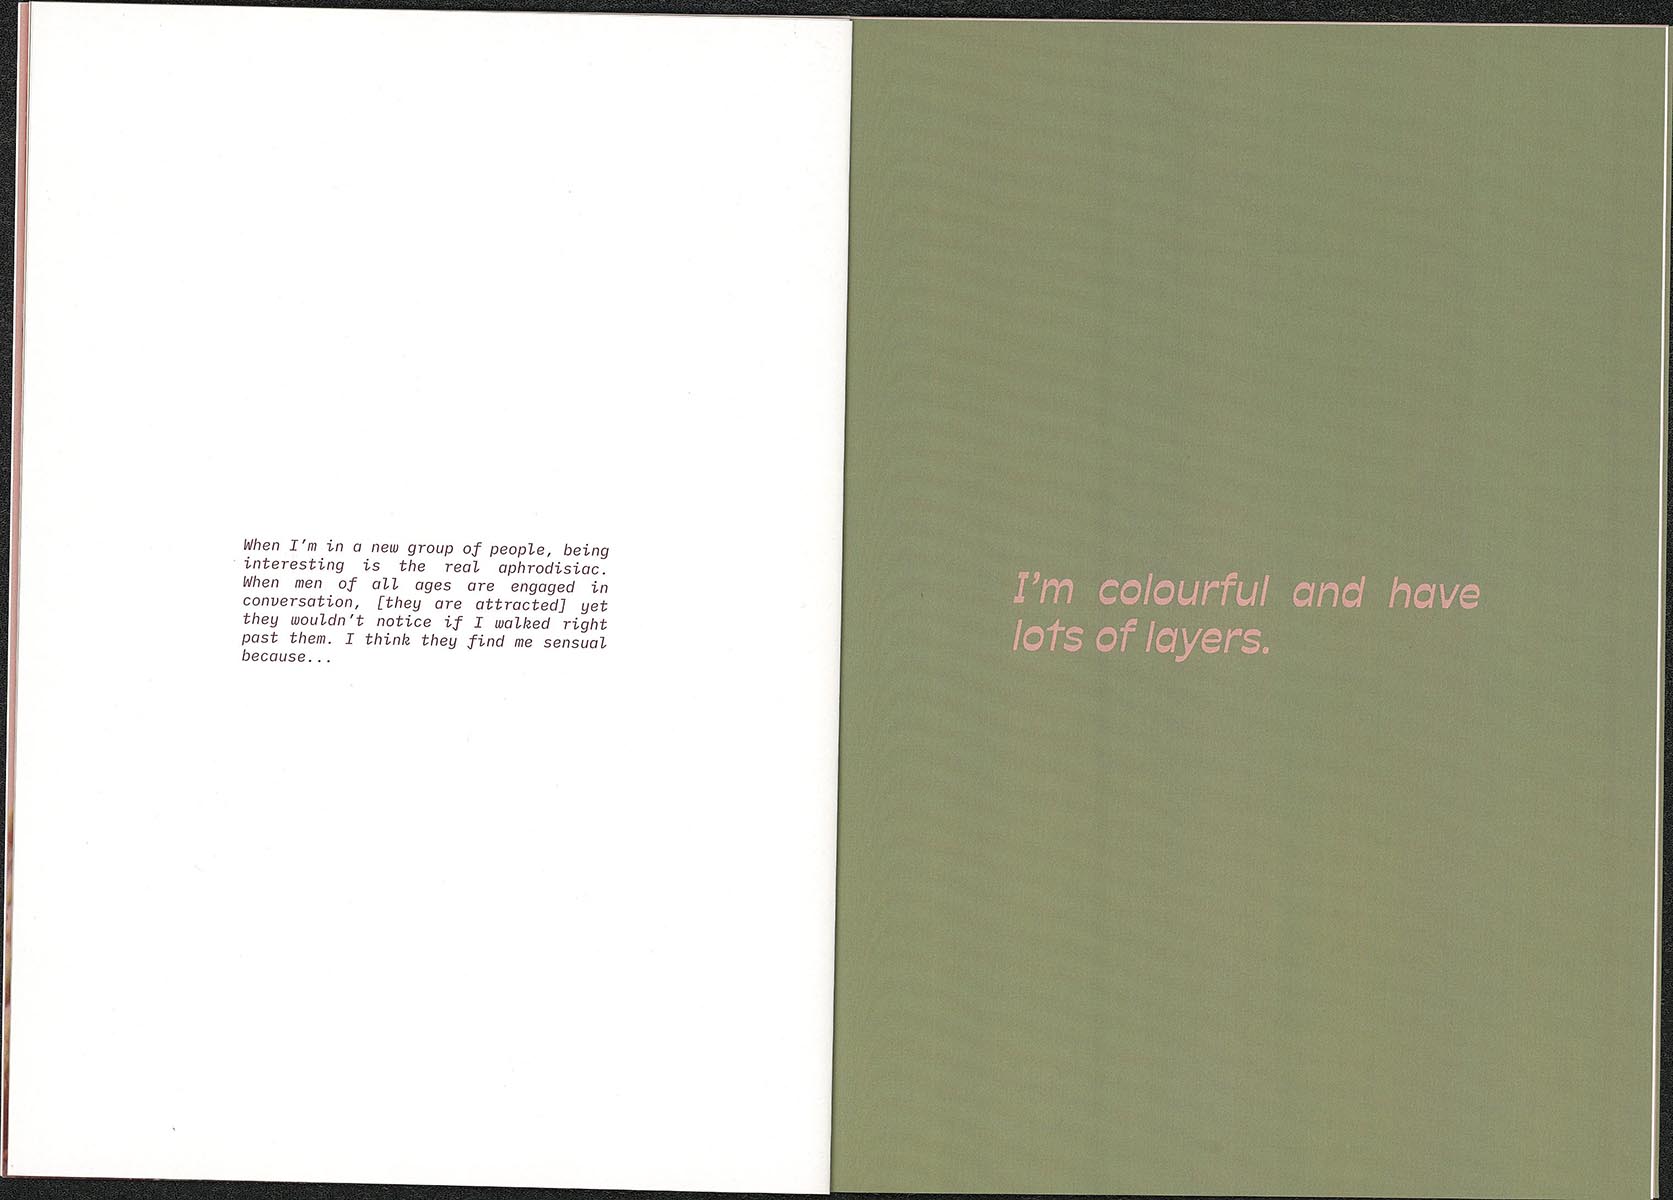 When I'm in a new group of people, being
interesting is the real aphrodisiac.
When men of all ages are engaged in
conversation, [they are attracted] yet
they wouldn't notice if I walked right
past them. I think they find me sensual
because...
I'm colourful and have
lots of layers.